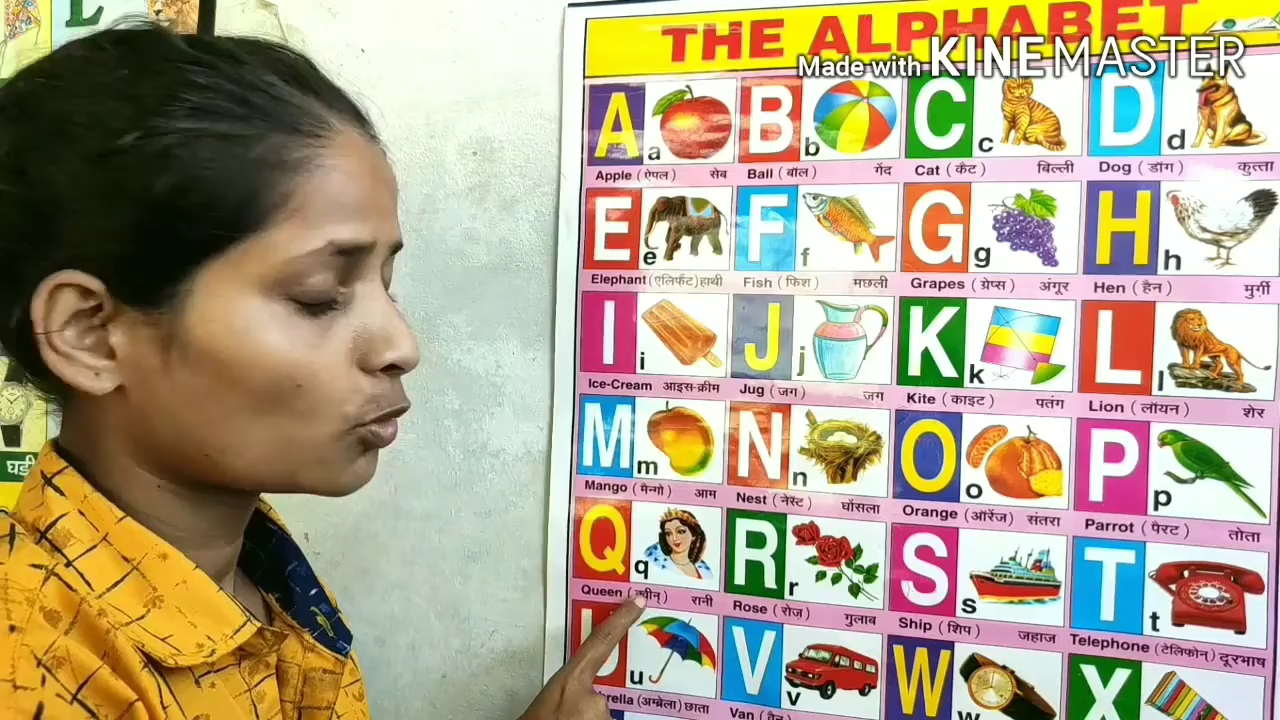 THE ALPHABET
Made with KINEMASTER
A a B b C c D d
Apple (ऐपल) सेब Ball (बॉल) गेंद Cat (कैट) बिल्ली Dog (डॉग) कुत्ता
E e F f G g H h
Elephant (एलिफैंट) हाथी Fish (फिश) मछली Grapes (ग्रेप्स) अंगूर Hen (हैन) मुर्गी
I i J j K k L l
Ice-Cream आइस-क्रीम Jug (जग) जग Kite (काइट) पतंग Lion (लॉयन) शेर
M m N n O o P p
Mango (मैन्गो) आम Nest (नेस्ट) घोंसला Orange (ऑरेंज) संतरा Parrot (पैरट) तोता
Q q R r S s T t
Queen (क्वीन) रानी Rose (रोज) गुलाब Ship (शिप) जहाज Telephone (टेलिफोन्) दूरभाष
U u V v W w X
brella (अम्ब्रेला) छाता Van (वैन)
घड़ी
L